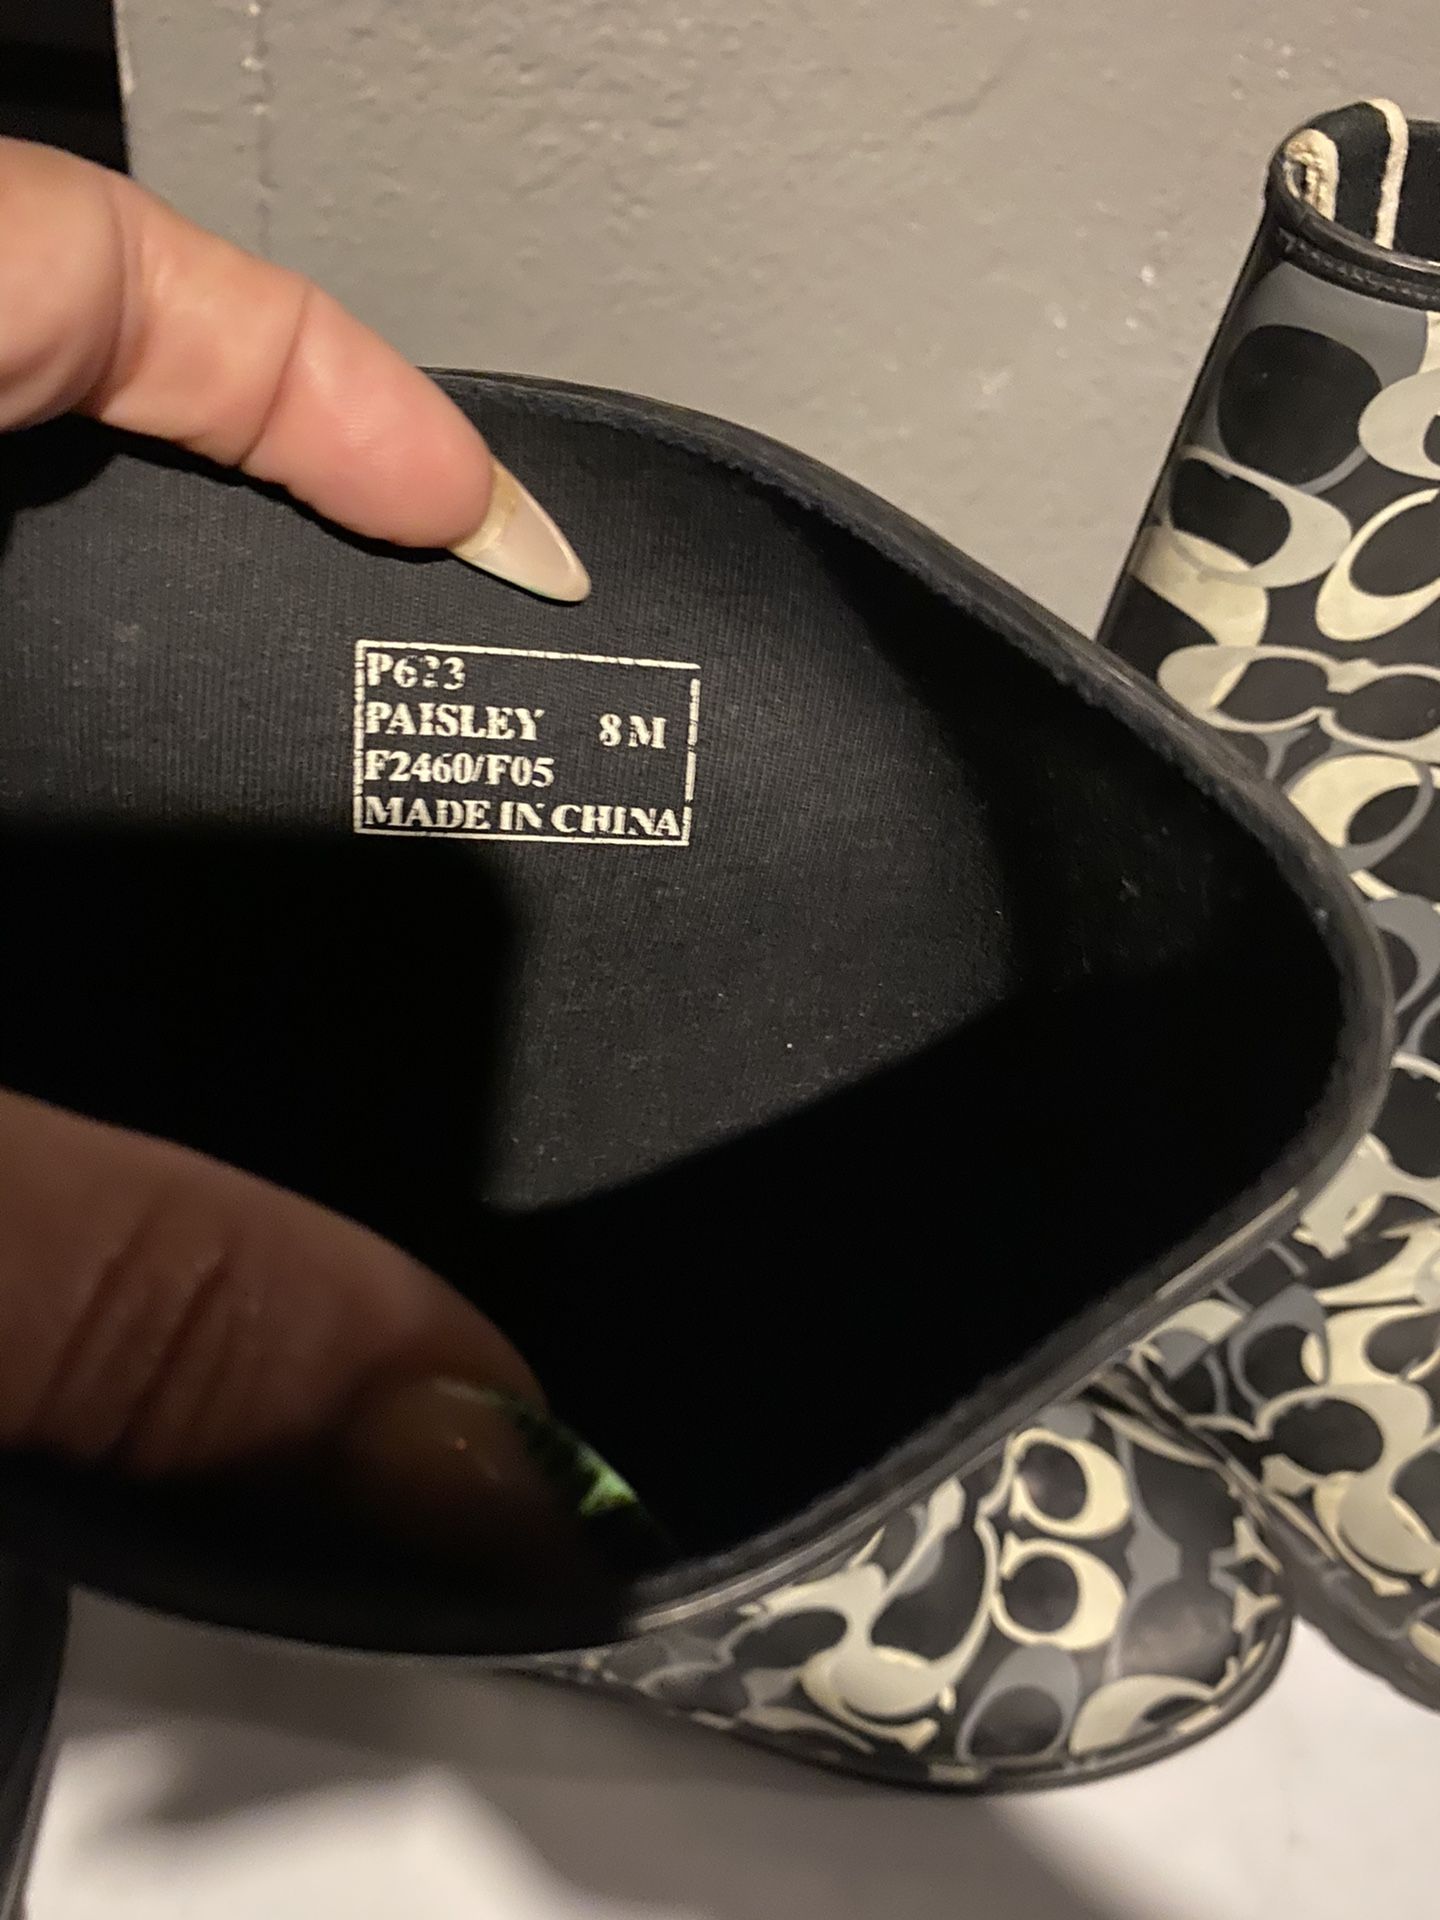 P623
PAISLEY 8M
F2460/F05
MADE IN CHINA